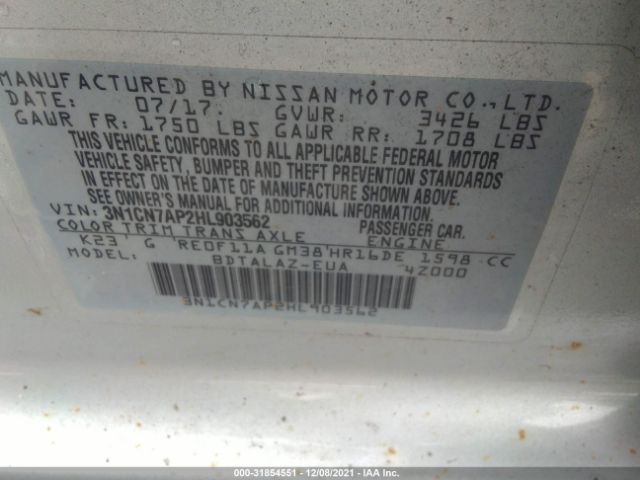 MANUFACTURED BY NISSAN MOTOR CO., LTD.
DATE: 07/17. GVWR: 3426 LBS
GAWR FR: 1750 LBS GAWR RR: 1708 LBS
THIS VEHICLE CONFORMS TO ALL APPLICABLE FEDERAL MOTOR
VEHICLE SAFETY, BUMPER AND THEFT PREVENTION STANDARDS
IN EFFECT ON THE DATE OF MANUFACTURE SHOWN ABOVE.
SEE OWNER'S MANUAL FOR ADDITIONAL INFORMATION.
VIN: 3N1CN7AP2HL903562 PASSENGER CAR.
COLOR TRIM TRANS AXLE ENGINE
K23 G RE0F11A GM38 HR16DE 1598 CC
BDTALAZ-EUA 4Z000
3N1CN7AP2HL903562
000-31854551 - 12/08/2021 - IAA Inc.